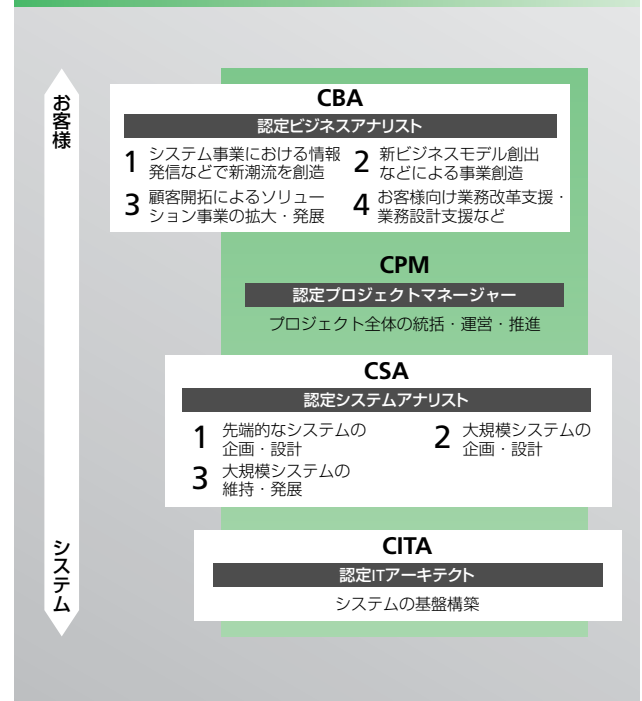 お客様
CBA
認定ビジネスアナリスト
1 システム事業における情報
発信などで新潮流を創造
2 新ビジネスモデル創出
などによる事業創造
3 顧客開拓によるソリュー
ション事業の拡大・発展
4 お客様向け業務改革支援・
業務設計支援など
CPM
認定プロジェクトマネージャー
プロジェクト全体の統括・運営・推進
CSA
認定システムアナリスト
1 先端的なシステムの
企画・設計
2 大規模システムの
企画・設計
3 大規模システムの
維持・発展
システム
CITA
認定ITアーキテクト
システムの基盤構築